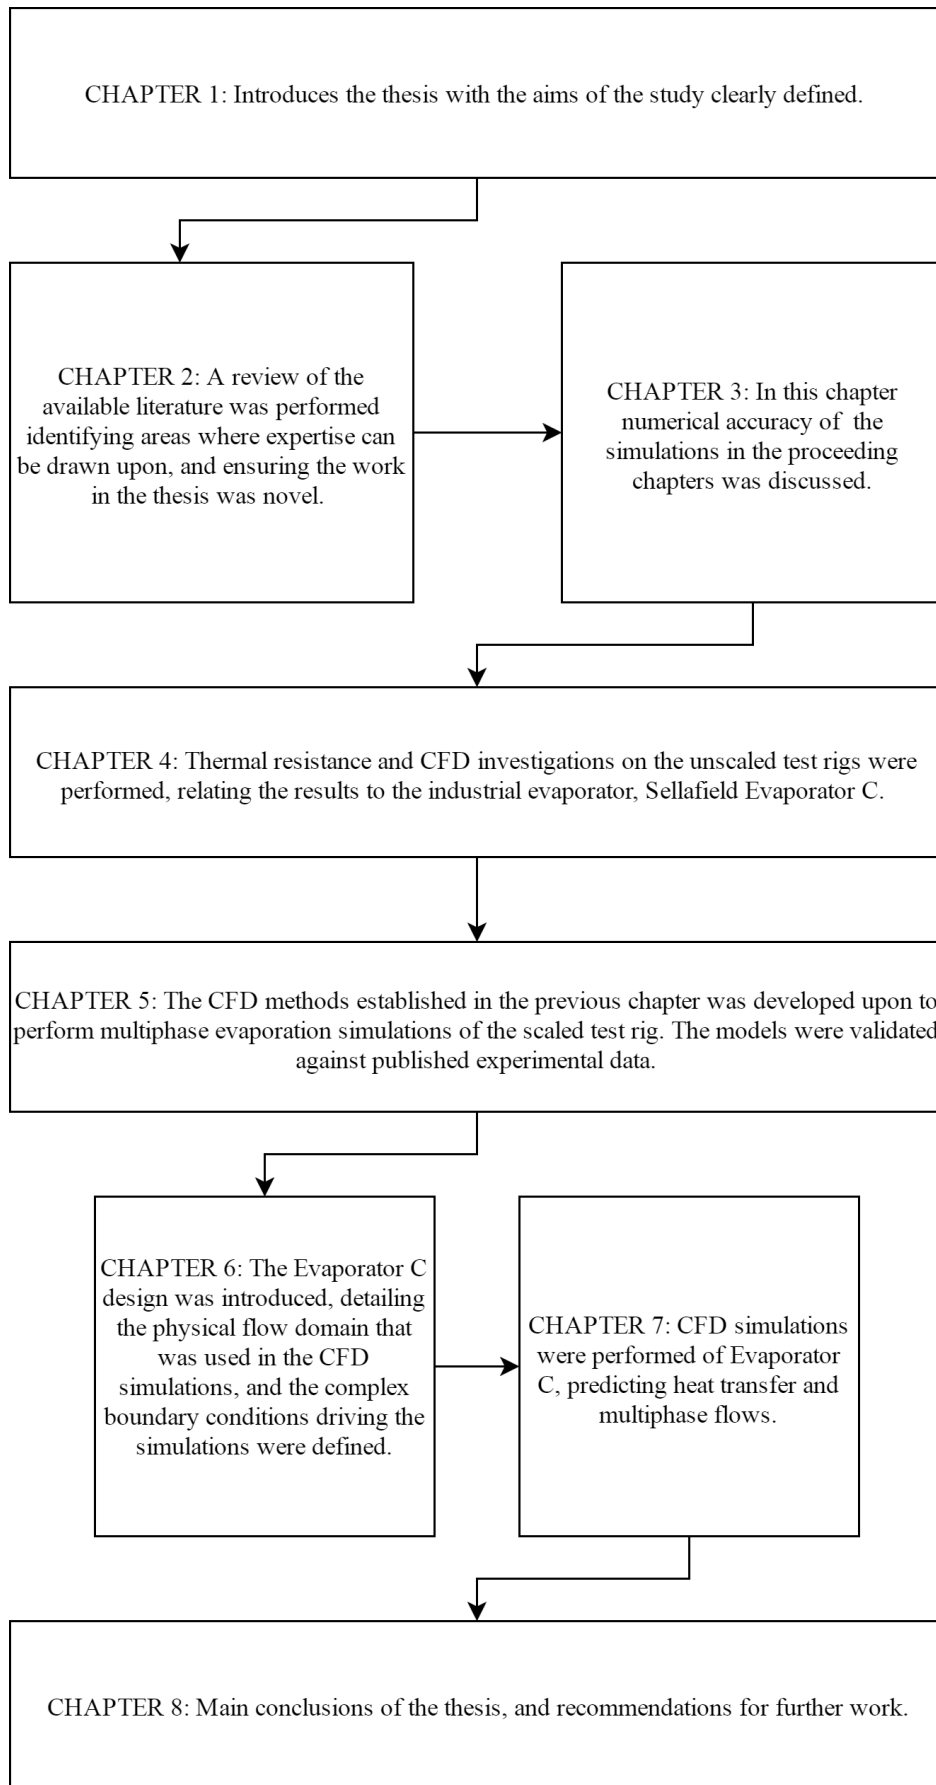 CHAPTER 1: Introduces the thesis with the aims of the study clearly defined.
CHAPTER 2: A review of the
available literature was performed
identifying areas where expertise can
be drawn upon, and ensuring the work
in the thesis was novel.
CHAPTER 3: In this chapter
numerical accuracy of the
simulations in the proceeding
chapters was discussed.
CHAPTER 4: Thermal resistance and CFD investigations on the unscaled test rigs were
performed, relating the results to the industrial evaporator, Sellafield Evaporator C.
CHAPTER 5: The CFD methods established in the previous chapter was developed upon to
perform multiphase evaporation simulations of the scaled test rig. The models were validated
against published experimental data.
CHAPTER 6: The Evaporator C
design was introduced, detailing
the physical flow domain that
was used in the CFD
simulations, and the complex
boundary conditions driving the
simulations were defined.
CHAPTER 7: CFD simulations
were performed of Evaporator
C, predicting heat transfer and
multiphase flows.
CHAPTER 8: Main conclusions of the thesis, and recommendations for further work.